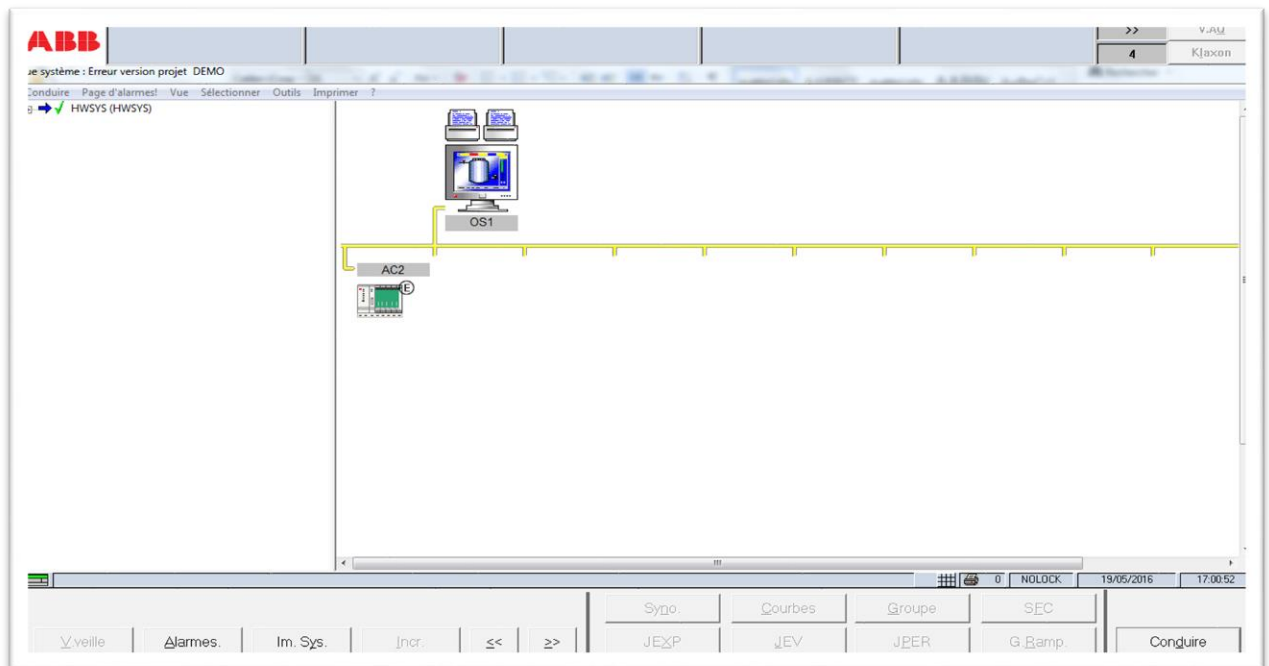 ABB
>>
V.AQ
4
Klaxon
ue système : Erreur version projet DEMO
Conduire Page d'alarmes! Vue Sélectionner Outils Imprimer ?
HWSYS (HWSYS)
OS1
AC2
E
0 NOLOCK 19/05/2016 17:00:52
Syno. Courbes Groupe SFC
V.veille Alarmes. Im. Sys. Incr. << >> JEXP JEV JPER G.Ramp. Conduire